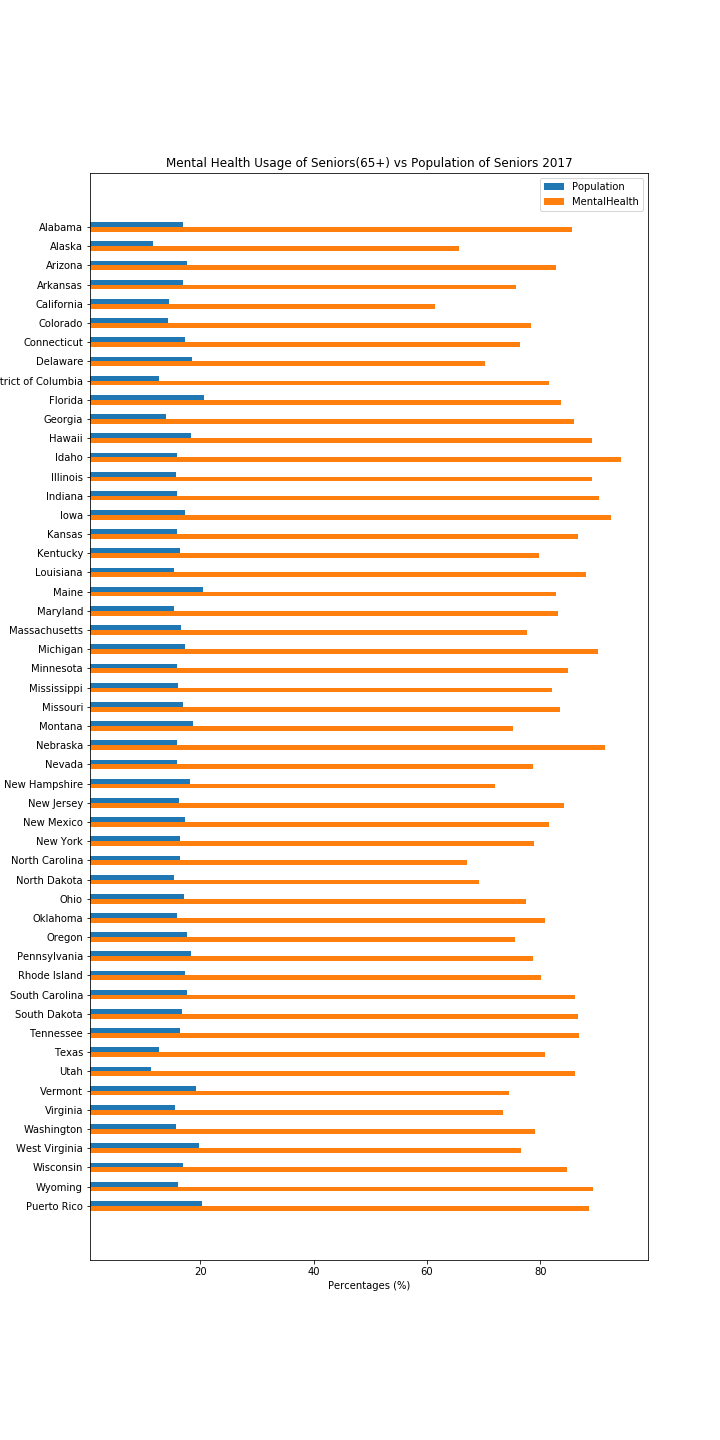 Mental Health Usage of Seniors(65+) vs Population of Seniors 2017
Population
MentalHealth
Alabama
Alaska
Arizona
Arkansas
California
Colorado
Connecticut
Delaware
trict of Columbia
Florida
Georgia
Hawaii
Idaho
Illinois
Indiana
Iowa
Kansas
Kentucky
Louisiana
Maine
Maryland
Massachusetts
Michigan
Minnesota
Mississippi
Missouri
Montana
Nebraska
Nevada
New Hampshire
New Jersey
New Mexico
New York
North Carolina
North Dakota
Ohio
Oklahoma
Oregon
Pennsylvania
Rhode Island
South Carolina
South Dakota
Tennessee
Texas
Utah
Vermont
Virginia
Washington
West Virginia
Wisconsin
Wyoming
Puerto Rico
20 40 60 80
Percentages (%)